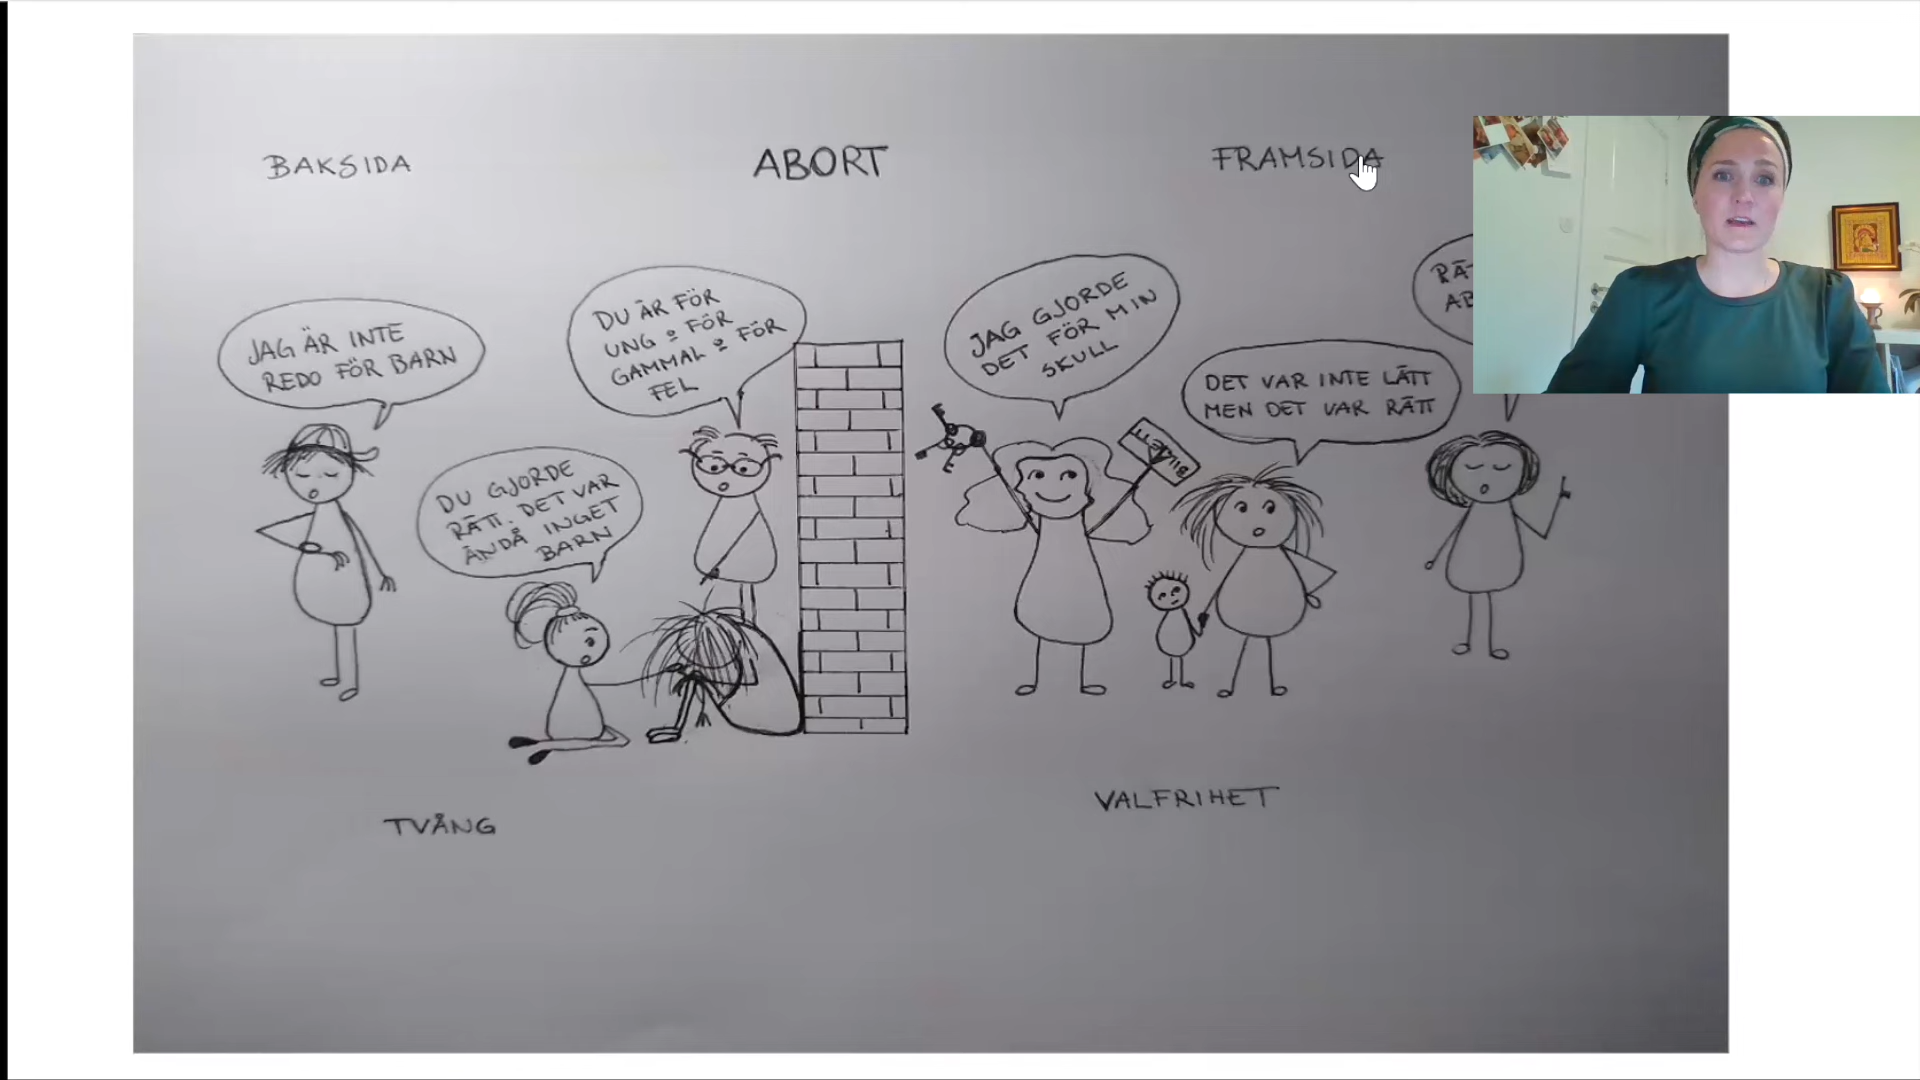 BAKSIDA
ABORT
FRAMSIDA
JAG ÄR INTE
REDO FÖR BARN
DU ÄR FÖR
UNG o FÖR
GAMMAL o FÖR
FEL
DU GJORDE
RÄTT. DET VAR
ÄNDÅ INGET
BARN
JAG GJORDE
DET FÖR MIN
SKULL
BILJETT
DET VAR INTE LÄTT
MEN DET VAR RÄTT
TVÅNG
VALFRIHET